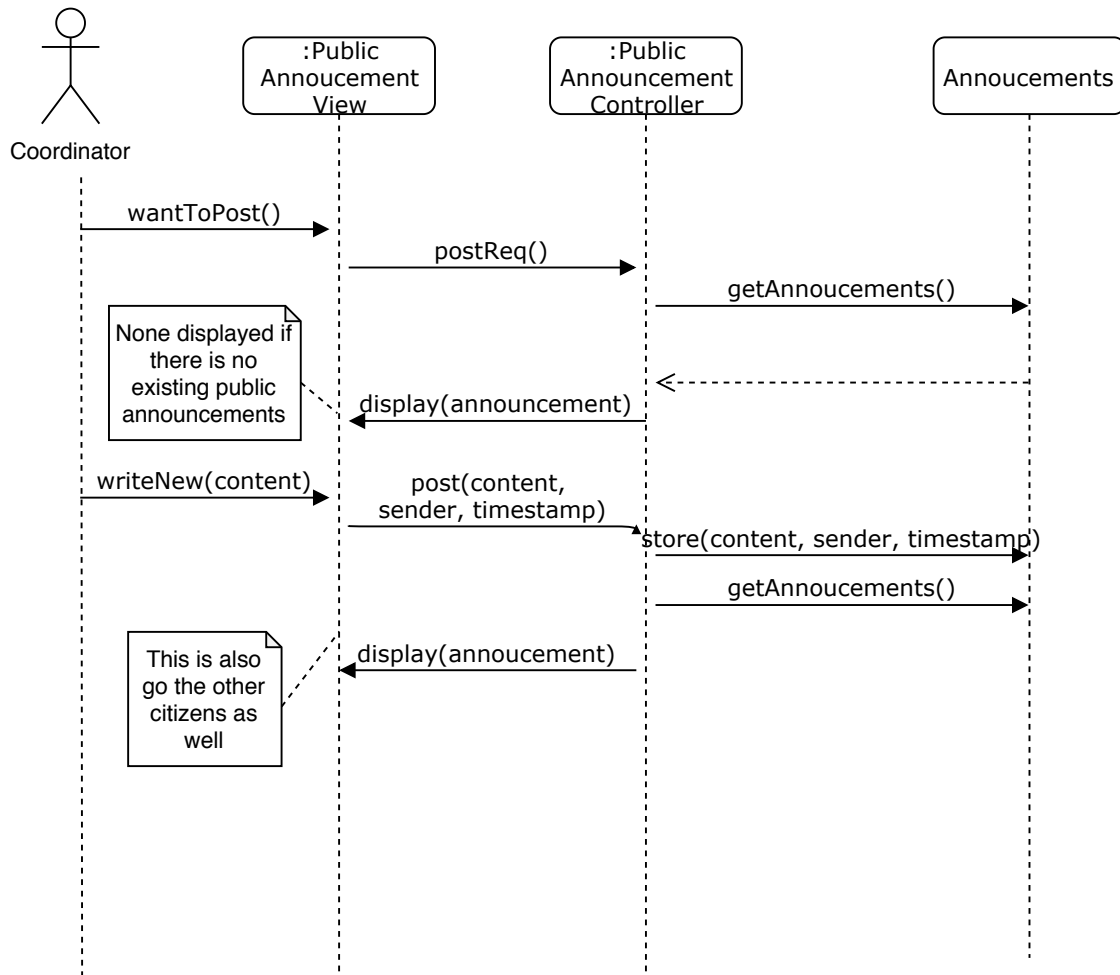 :Public
Annoucement
View
:Public
Announcement
Controller
Annoucements
Coordinator
wantToPost()
postReq()
getAnnoucements()
None displayed if
there is no
existing public
announcements
display(announcement)
writeNew(content)
post(content,
sender, timestamp)
store(content, sender, timestamp)
getAnnoucements()
This is also
go the other
citizens as
well
display(annoucement)